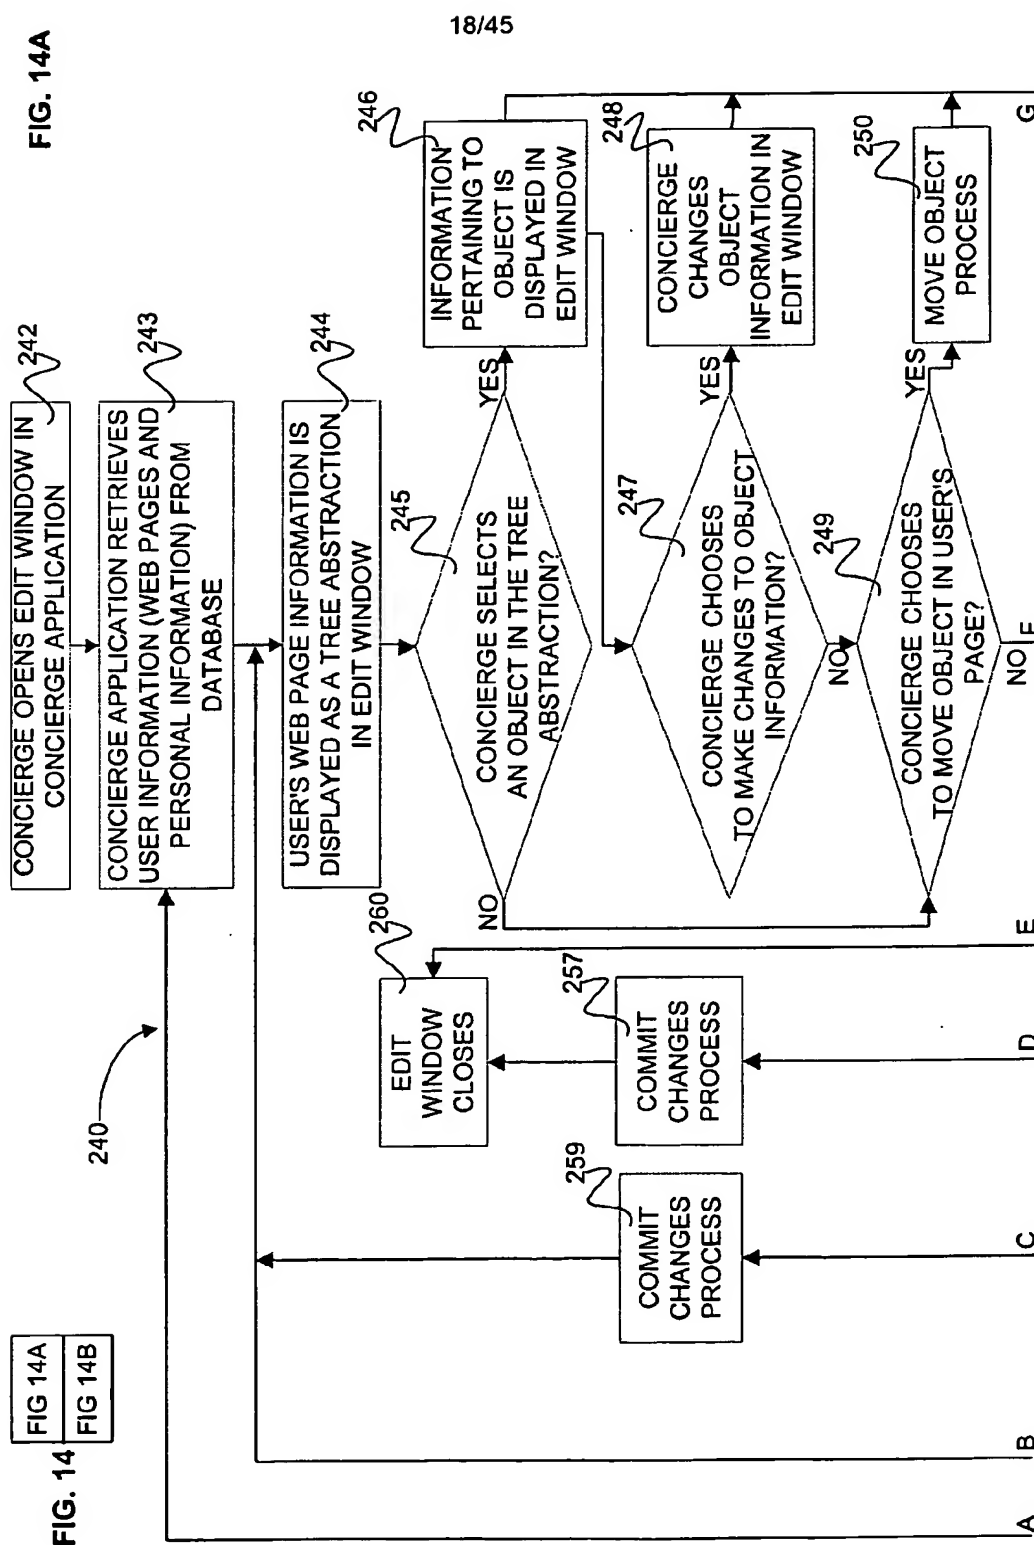 18/45
FIG. 14
FIG 14A
FIG 14B
FIG. 14A
240
CONCIERGE OPENS EDIT WINDOW IN
CONCIERGE APPLICATION
242
CONCIERGE APPLICATION RETRIEVES
USER INFORMATION (WEB PAGES AND
PERSONAL INFORMATION) FROM
DATABASE
243
USER'S WEB PAGE INFORMATION IS
DISPLAYED AS A TREE ABSTRACTION
IN EDIT WINDOW
244
CONCIERGE SELECTS
AN OBJECT IN THE TREE
ABSTRACTION?
245
YES
NO
INFORMATION
PERTAINING TO
OBJECT IS
DISPLAYED IN
EDIT WINDOW
246
CONCIERGE CHOOSES
TO MAKE CHANGES TO OBJECT
INFORMATION?
247
YES
NO
CONCIERGE
CHANGES
OBJECT
INFORMATION IN
EDIT WINDOW
248
CONCIERGE CHOOSES
TO MOVE OBJECT IN USER'S
PAGE?
249
YES
NO
MOVE OBJECT
PROCESS
250
EDIT
WINDOW
CLOSES
260
COMMIT
CHANGES
PROCESS
257
COMMIT
CHANGES
PROCESS
259
A
B
C
D
E
F
G